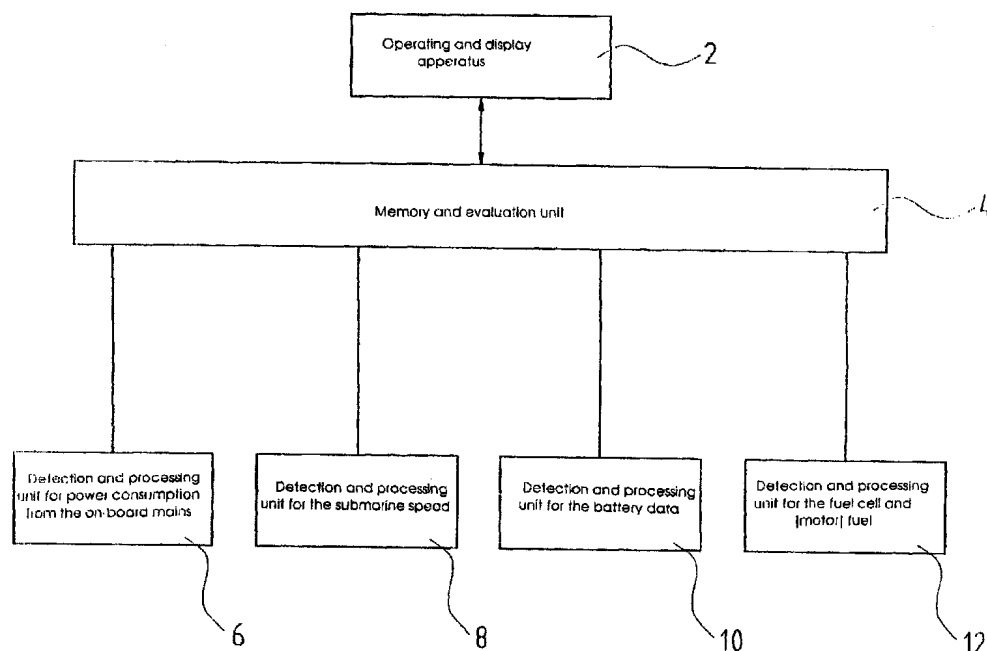 Operating and display
apparatus
2
Memory and evaluation unit
4
Detection and processing
unit for power consumption
from the on-board mains
Detection and processing
unit for the submarine speed
Detection and processing
unit for the battery data
Detection and processing
unit for the fuel cell and
|motor| fuel
6
8
10
12